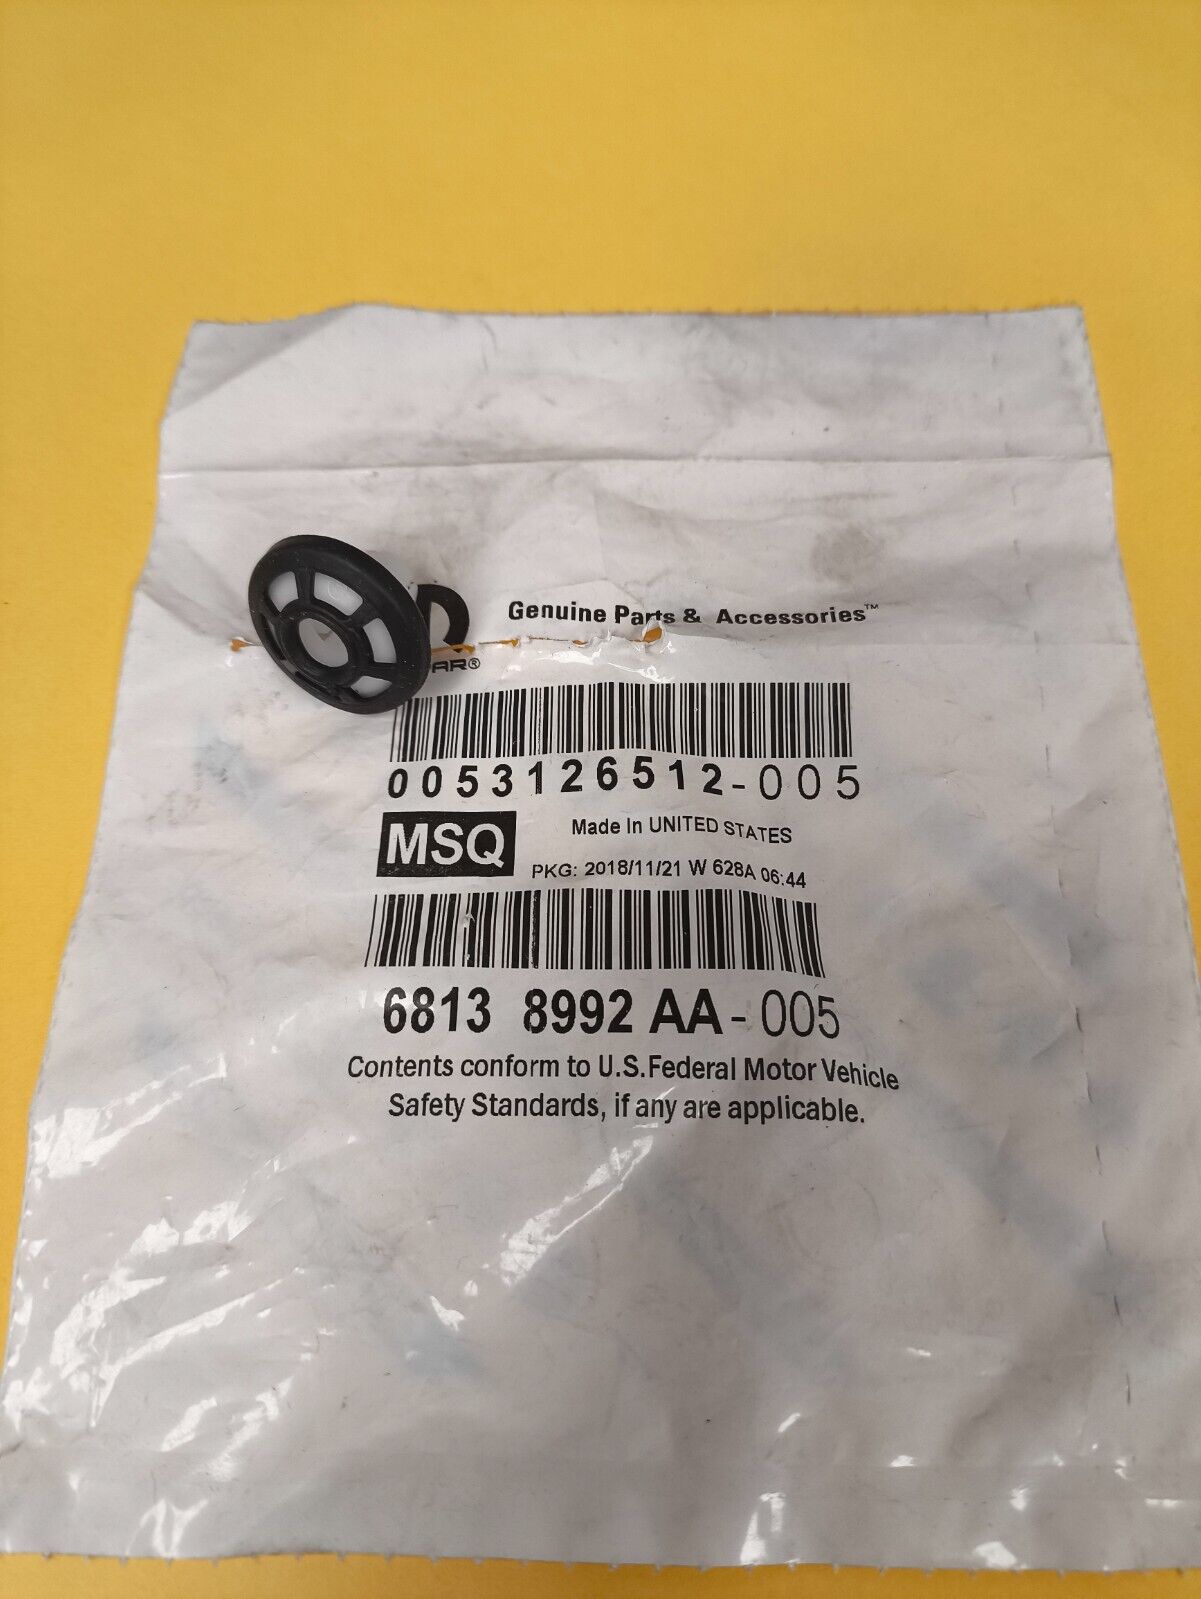 Genuine Parts & Accessories™
PAR®
0053126512-005
MSQ
Made In UNITED STATES
PKG: 2018/11/21 W 628A 06:44
6813 8992 AA-005
Contents conform to U.S. Federal Motor Vehicle
Safety Standards, if any are applicable.